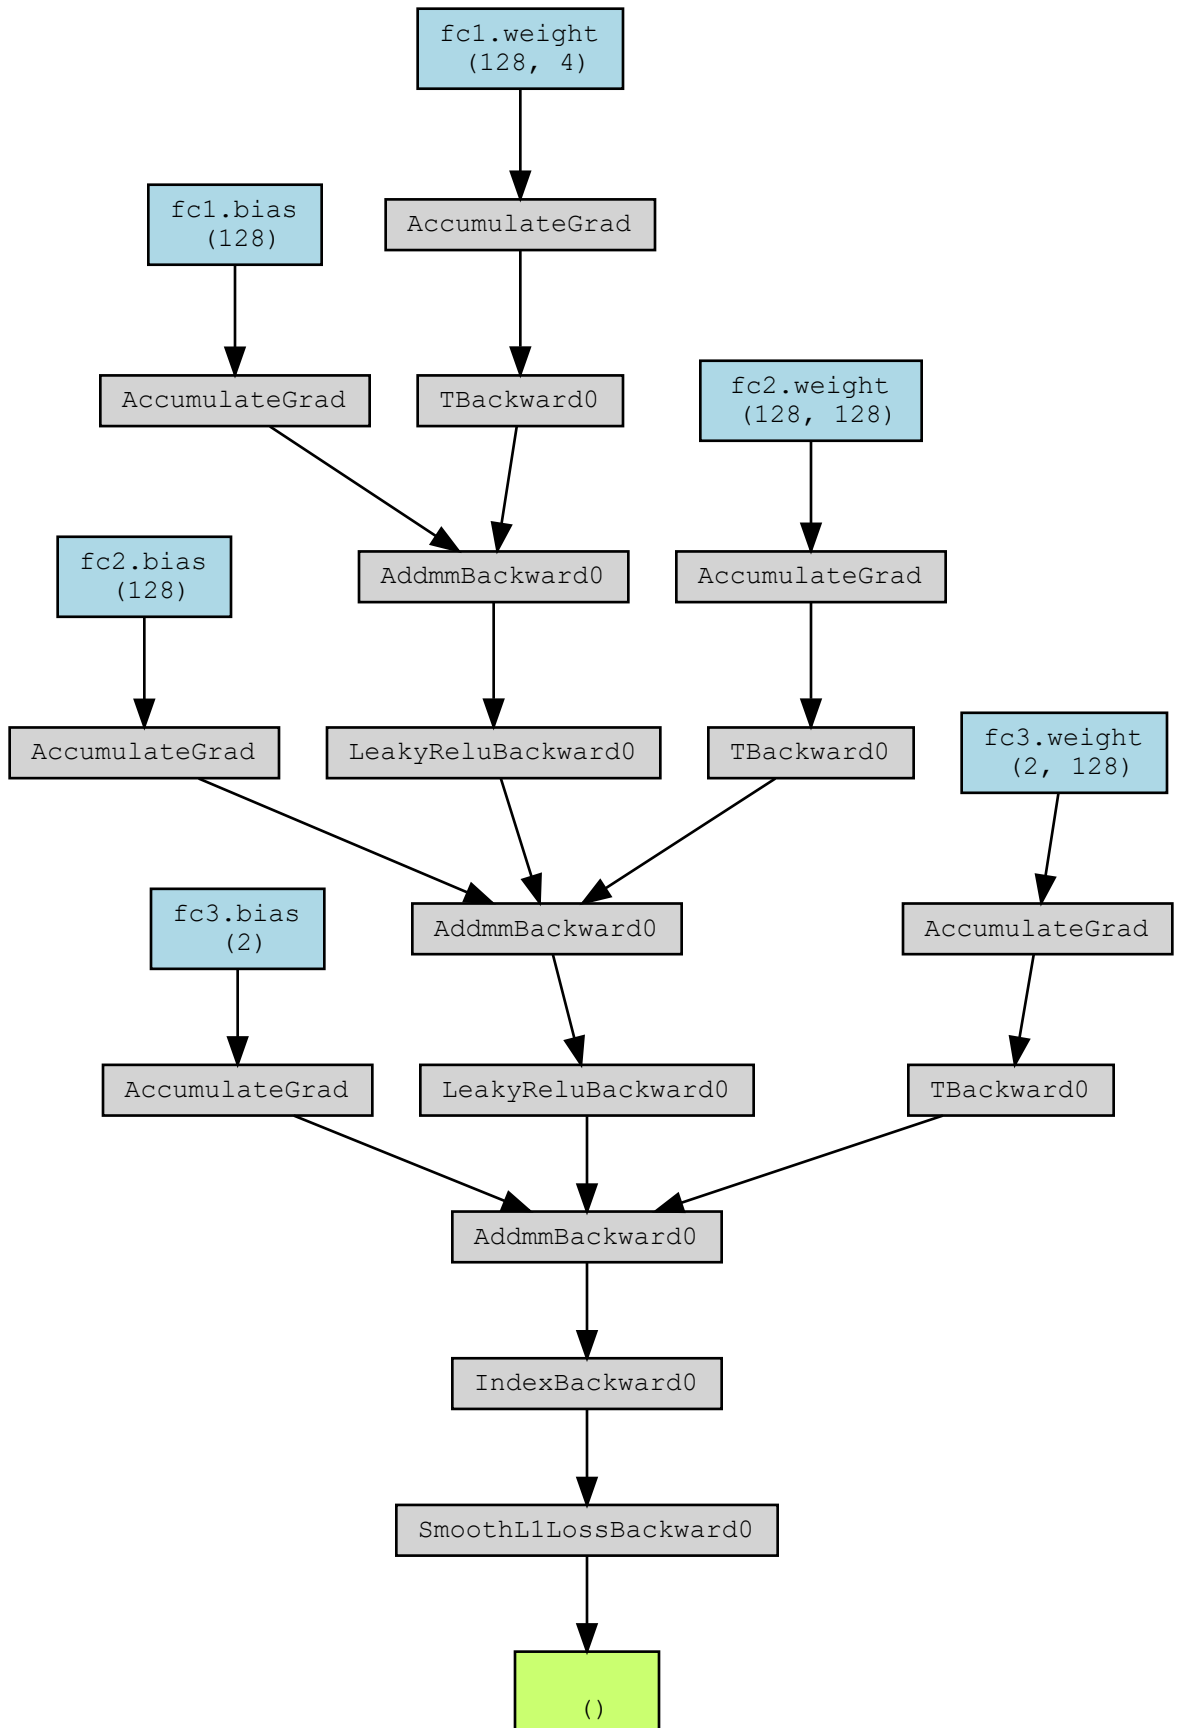 fc1.weight
(128, 4)
fc1.bias
(128)
AccumulateGrad
AccumulateGrad
TBackward0
fc2.weight
(128, 128)
fc2.bias
(128)
AddmmBackward0
AccumulateGrad
AccumulateGrad
LeakyReluBackward0
TBackward0
fc3.weight
(2, 128)
fc3.bias
(2)
AddmmBackward0
AccumulateGrad
AccumulateGrad
LeakyReluBackward0
TBackward0
AddmmBackward0
IndexBackward0
SmoothL1LossBackward0
()